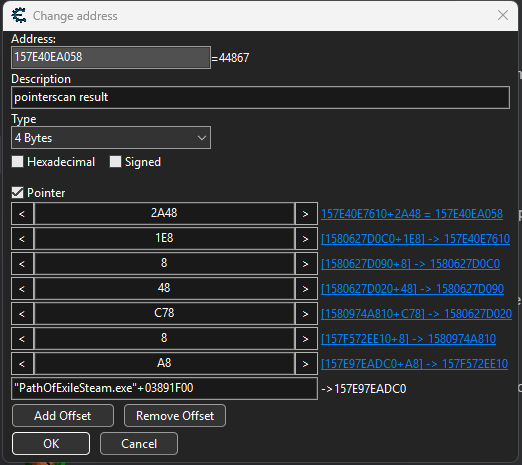 Change address
Address:
157E40EA058 =44867
Description
pointerscan result
Type
4 Bytes
Hexadecimal Signed
Pointer
< 2A48 > 157E40E7610+2A48 = 157E40EA058
< 1E8 > [1580627D0C0+1E8] -> 157E40E7610
< 8 > [1580627D090+8] -> 1580627D0C0
< 48 > [1580627D020+48] -> 1580627D090
< C78 > [1580974A810+C78] -> 1580627D020
< 8 > [157F572EE10+8] -> 1580974A810
< A8 > [157E97EADC0+A8] -> 157F572EE10
"PathOfExileSteam.exe"+03891F00 ->157E97EADC0
Add Offset Remove Offset
OK Cancel